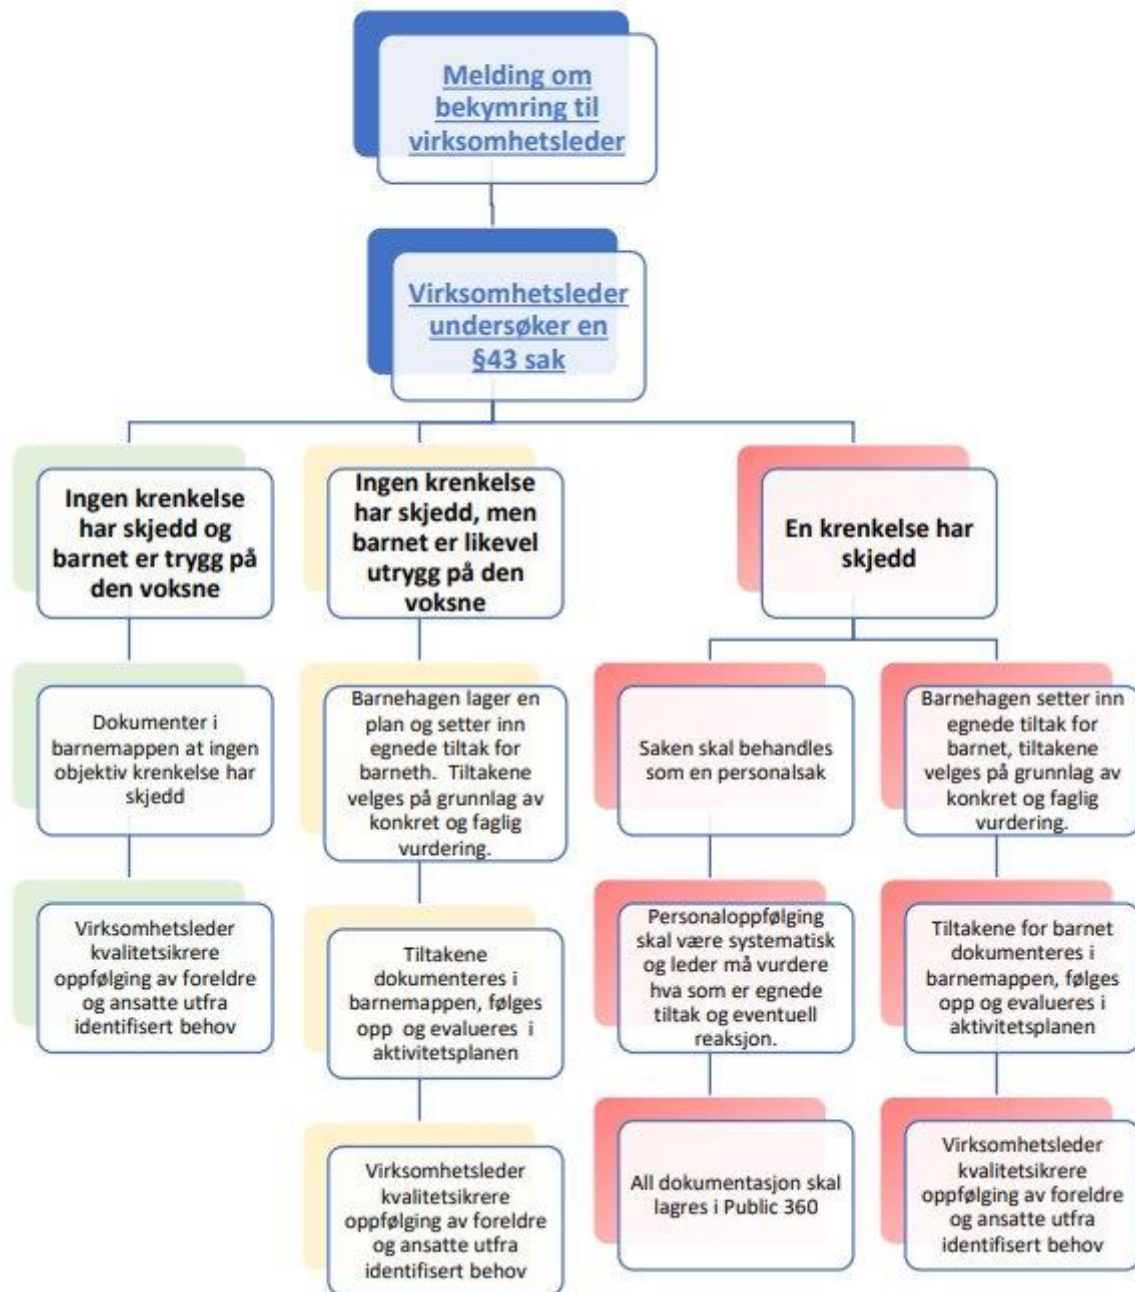 Melding om
bekymring til
virksomhetsleder
Virksomhetsleder
undersøker en
§43 sak
Ingen krenkelse
har skjedd og
barnet er trygg på
den voksne
Dokumenter i
barnemappen at ingen
objektiv krenkelse har
skjedd
Virksomhetsleder
kvalitetsikrere
oppfølging av foreldre
og ansatte utfra
identifisert behov
Ingen krenkelse
har skjedd, men
barnet er likevel
utrygg på den
voksne
Barnehagen lager en
plan og setter inn
egnede tiltak for
barneth. Tiltakene
velges på grunnlag av
konkret og faglig
vurdering.
Tiltakene
dokumenteres i
barnemappen, følges
opp og evalueres i
aktivitetsplanen
Virksomhetsleder
kvalitetsikrere
oppfølging av foreldre
og ansatte utfra
identifisert behov
En krenkelse har
skjedd
Saken skal behandles
som en personalsak
Personaloppfølging
skal være systematisk
og leder må vurdere
hva som er egnede
tiltak og eventuell
reaksjon.
All dokumentasjon skal
lagres i Public 360
Barnehagen setter inn
egnede tiltak for
barnet, tiltakene
velges på grunnlag av
konkret og faglig
vurdering.
Tiltakene for barnet
dokumenteres i
barnemappen, følges
opp og evalueres i
aktivitetsplanen
Virksomhetsleder
kvalitetsikrere
oppfølging av foreldre
og ansatte utfra
identifisert behov